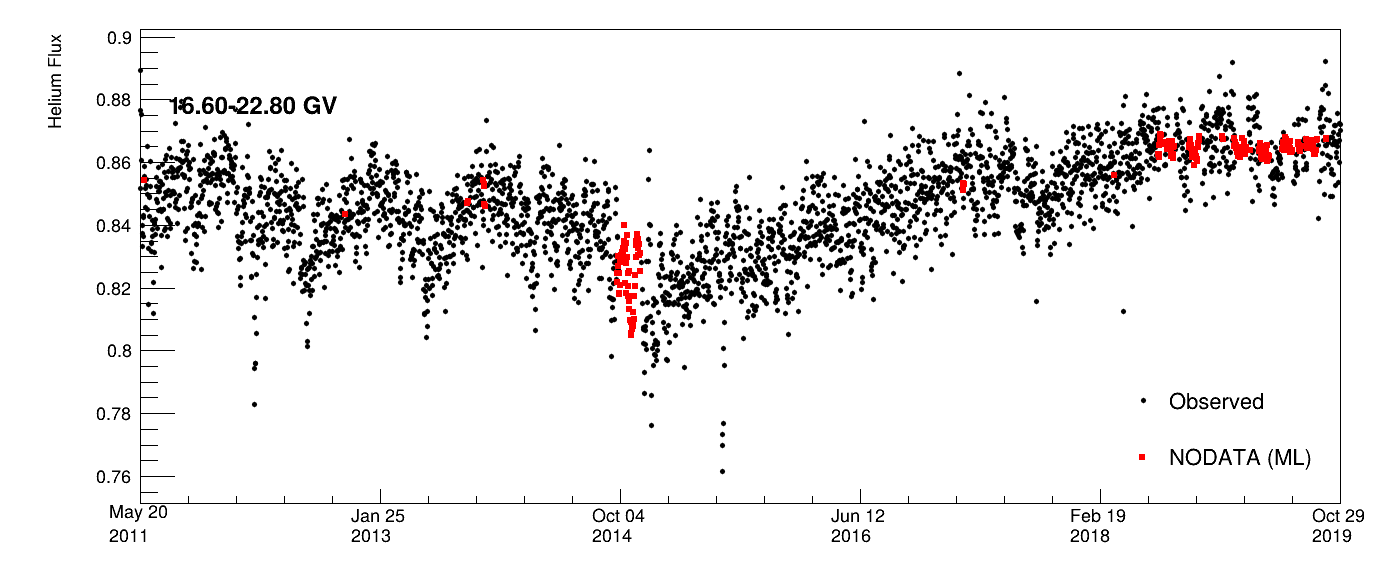 Helium Flux
0.9
0.88
0.86
0.84
0.82
0.8
0.78
0.76
16.60-22.80 GV
Observed
NODATA (ML)
May 20
2011
Jan 25
2013
Oct 04
2014
Jun 12
2016
Feb 19
2018
Oct 29
2019